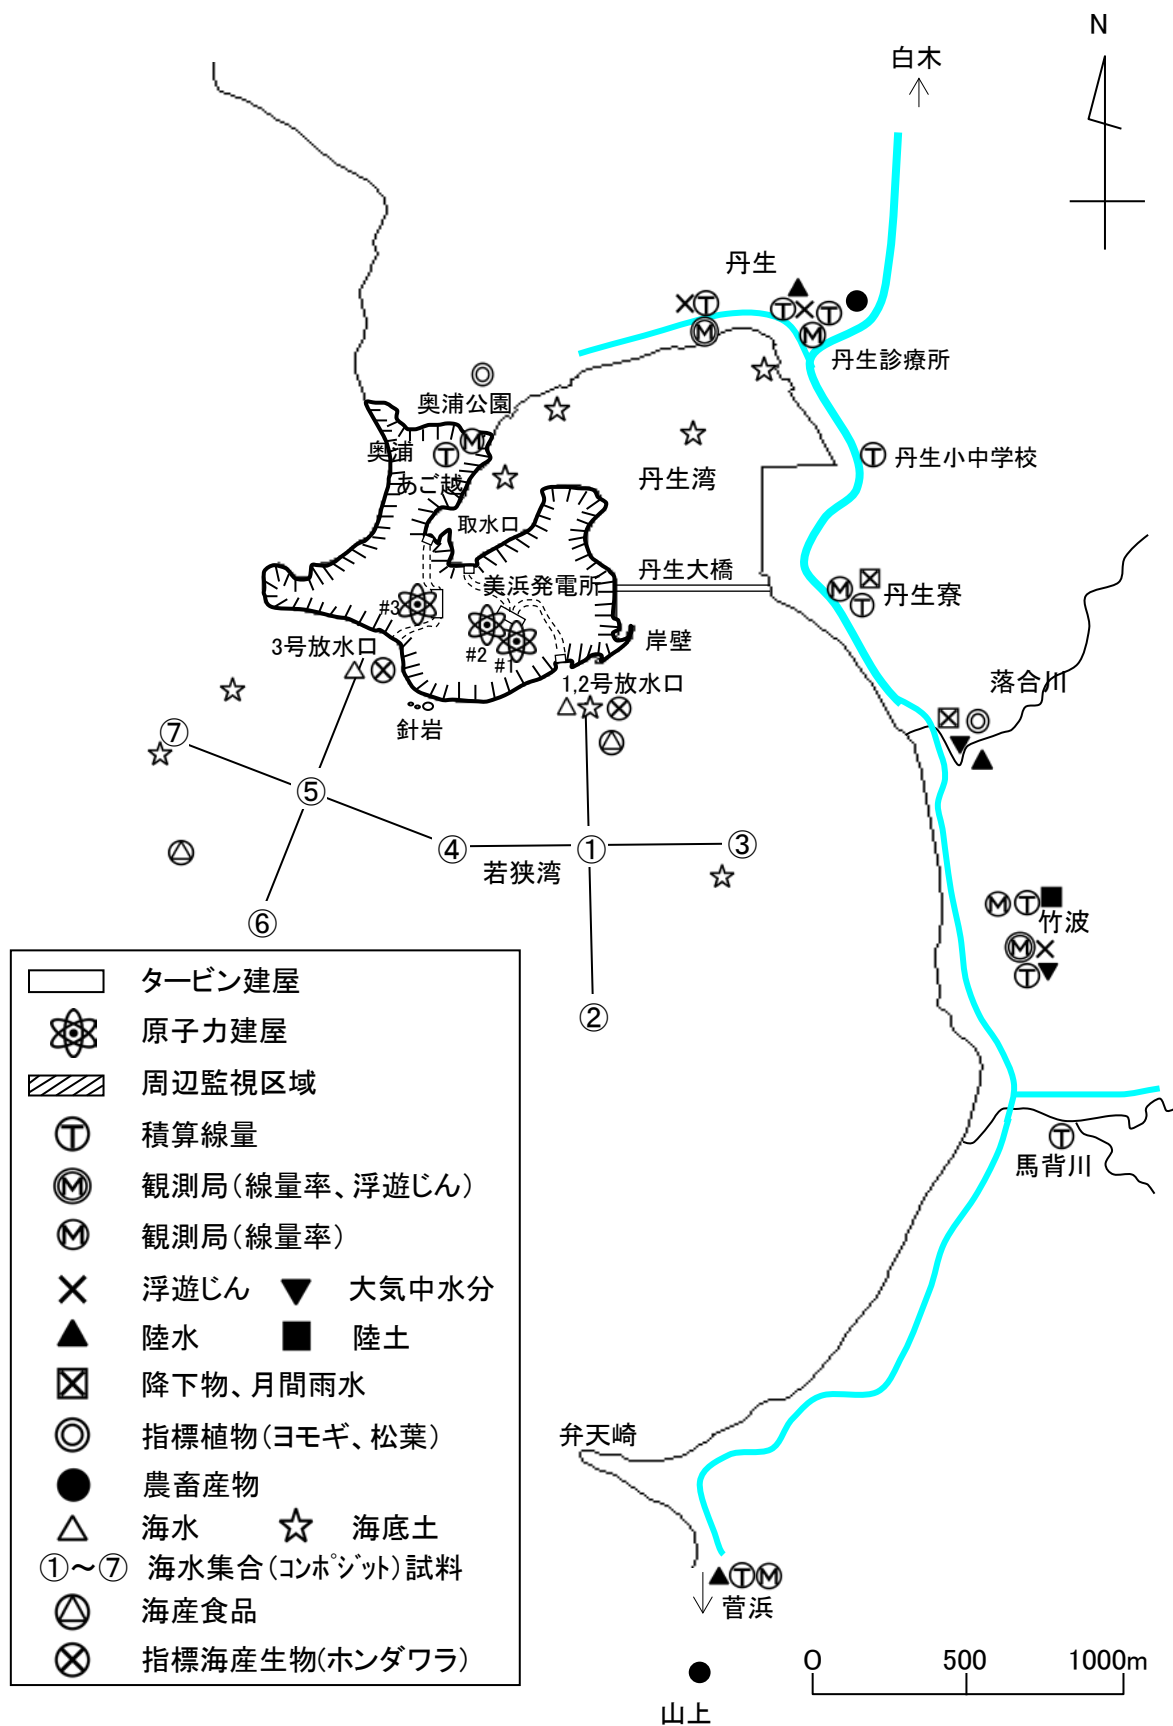 N
白木
丹生
丹生診療所
奥浦公園
奥浦
あご越
丹生湾
丹生小中学校
取水口
美浜発電所
丹生大橋
丹生寮
#3
#2
#1
3号放水口
岸壁
1,2号放水口
落合川
針岩
⑦
⑤
④
①
③
若狭湾
⑥
②
竹波
馬背川
弁天崎
菅浜
山上
タービン建屋
原子力建屋
周辺監視区域
Ⓣ 積算線量
Ⓜ 観測局(線量率、浮遊じん)
Ⓜ 観測局(線量率)
浮遊じん 大気中水分
陸水 陸土
降下物、月間雨水
指標植物(ヨモギ、松葉)
農畜産物
海水 海底土
①～⑦ 海水集合(コンポジット)試料
海産食品
指標海産生物(ホンダワラ)
O 500 1000m